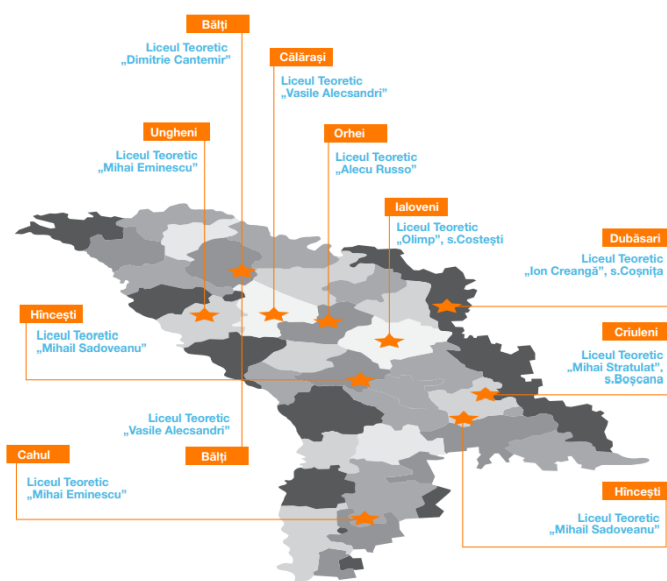 Bălți
Liceul Teoretic
„Dimitrie Cantemir”
Călărași
Liceul Teoretic
„Vasile Alecsandri”
Ungheni
Liceul Teoretic
„Mihai Eminescu”
Orhei
Liceul Teoretic
„Alecu Russo”
Ialoveni
Liceul Teoretic
„Olimp”, s.Costești
Dubăsari
Liceul Teoretic
„Ion Creangă”, s.Coșnița
Hîncești
Liceul Teoretic
„Mihail Sadoveanu”
Criuleni
Liceul Teoretic
„Mihai Stratulat”,
s.Boșcana
Liceul Teoretic
„Vasile Alecsandri”
Bălți
Cahul
Liceul Teoretic
„Mihai Eminescu”
Hîncești
Liceul Teoretic
„Mihail Sadoveanu”